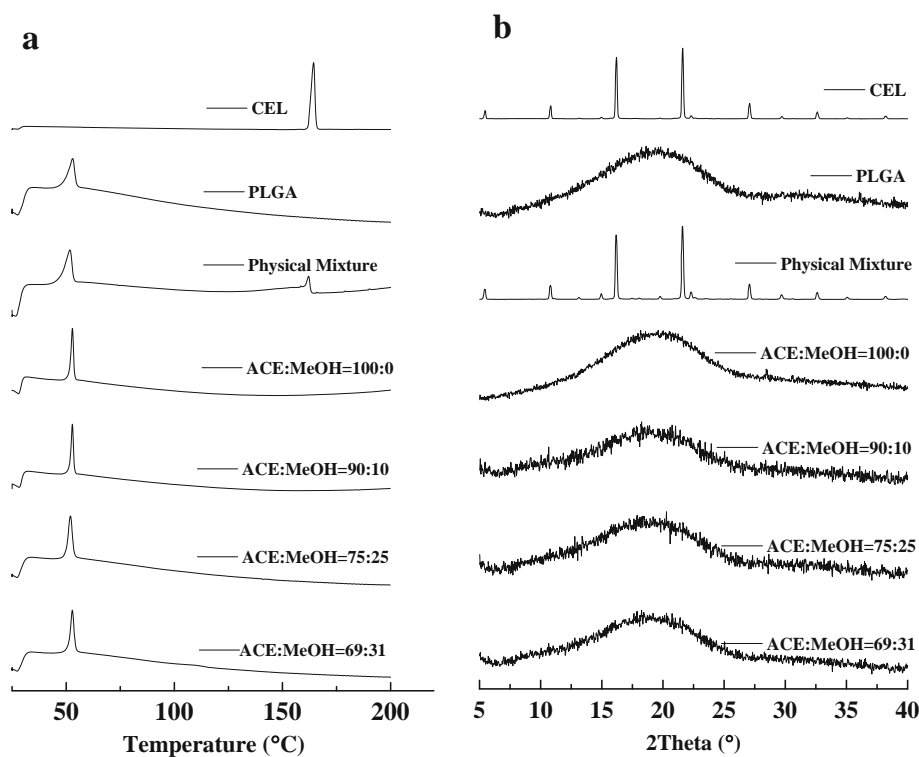 a
CEL
PLGA
Physical Mixture
ACE:MeOH=100:0
ACE:MeOH=90:10
ACE:MeOH=75:25
ACE:MeOH=69:31
50 100 150 200
Temperature (°C)
b
CEL
PLGA
Physical Mixture
ACE:MeOH=100:0
ACE:MeOH=90:10
ACE:MeOH=75:25
ACE:MeOH=69:31
5 10 15 20 25 30 35 40
2Theta (°)